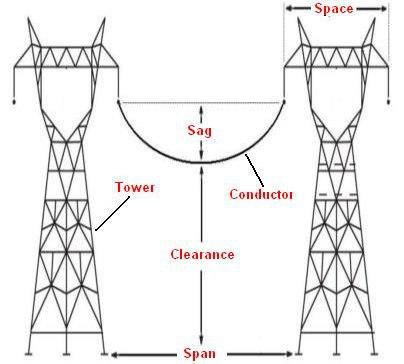 Space
Sag
Tower
Conductor
Clearance
Span